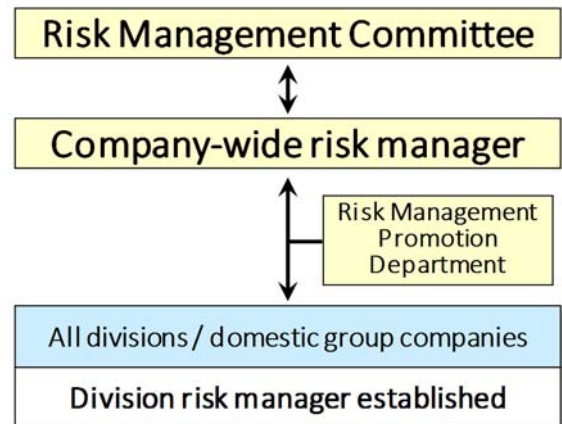 Risk Management Committee
Company-wide risk manager
Risk Management
Promotion
Department
All divisions / domestic group companies
Division risk manager established